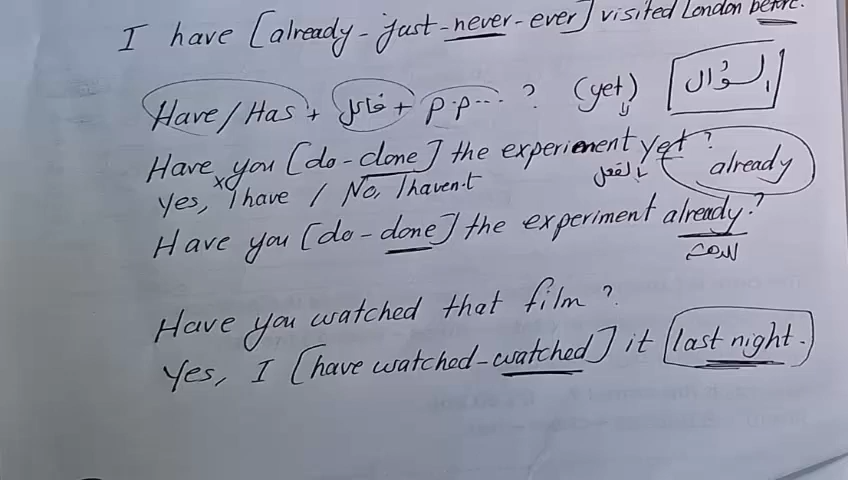 I have [already - just - never - ever] visited London before.
Have / Has + فاعل + p.p... ? (yet) السؤال
Have you [do - done] the experiment yet ? already
Yes, I have / No, I haven't بالفعل
Have you [do - done] the experiment already ?
للدهشة
Have you watched that film ?
Yes, I [have watched - watched] it last night .